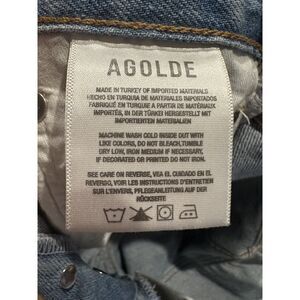 AGOLDE
MADE IN TURKEY OF IMPORTED MATERIALS
HECHO EN TURQUIA DE MATERIALES IMPORTADOS
FABRIQUÉ EN TURQUIE A PARTIR DE MATÉRIAUX
IMPORTÉS, IN DER TÜRKEI HERGESTELLT MIT
IMPORTIERTEN MATERIALIEN
MACHINE WASH COLD INSIDE OUT WITH
LIKE COLORS, DO NOT BLEACH,TUMBLE
DRY LOW, IRON MEDIUM IF NECESSARY,
IF DECORATED OR PRINTED DO NOT IRON.
SEE CARE ON REVERSE, VEA EL CUIDADO EN EL
REVERSO, VOIR LES INSTRUCTIONS D'ENTRETIEN
SUR L'ENVERS, PFLEGEANLEITUNG AUF DER
RÜCKSEITE